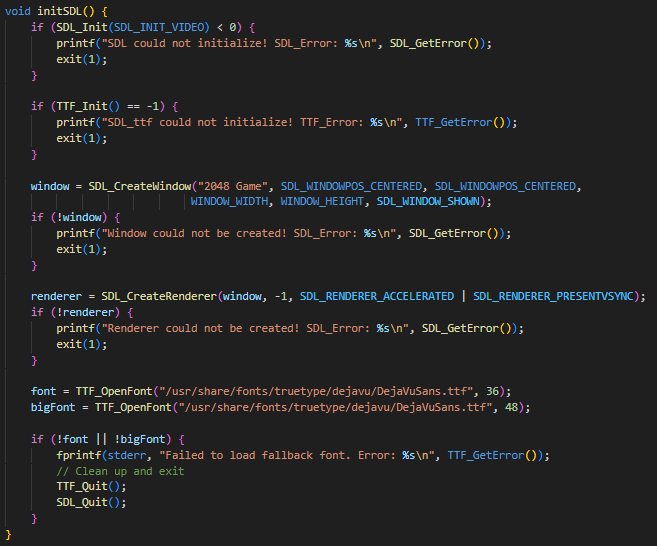 void initSDL() {
    if (SDL_Init(SDL_INIT_VIDEO) < 0) {
        printf("SDL could not initialize! SDL_Error: %s\n", SDL_GetError());
        exit(1);
    }

    if (TTF_Init() == -1) {
        printf("SDL_ttf could not initialize! TTF_Error: %s\n", TTF_GetError());
        exit(1);
    }

    window = SDL_CreateWindow("2048 Game", SDL_WINDOWPOS_CENTERED, SDL_WINDOWPOS_CENTERED,
                             WINDOW_WIDTH, WINDOW_HEIGHT, SDL_WINDOW_SHOWN);
    if (!window) {
        printf("Window could not be created! SDL_Error: %s\n", SDL_GetError());
        exit(1);
    }

    renderer = SDL_CreateRenderer(window, -1, SDL_RENDERER_ACCELERATED | SDL_RENDERER_PRESENTVSYNC);
    if (!renderer) {
        printf("Renderer could not be created! SDL_Error: %s\n", SDL_GetError());
        exit(1);
    }

    font = TTF_OpenFont("/usr/share/fonts/truetype/dejavu/DejaVuSans.ttf", 36);
    bigFont = TTF_OpenFont("/usr/share/fonts/truetype/dejavu/DejaVuSans.ttf", 48);

    if (!font || !bigFont) {
        fprintf(stderr, "Failed to load fallback font. Error: %s\n", TTF_GetError());
        // Clean up and exit
        TTF_Quit();
        SDL_Quit();
    }
}